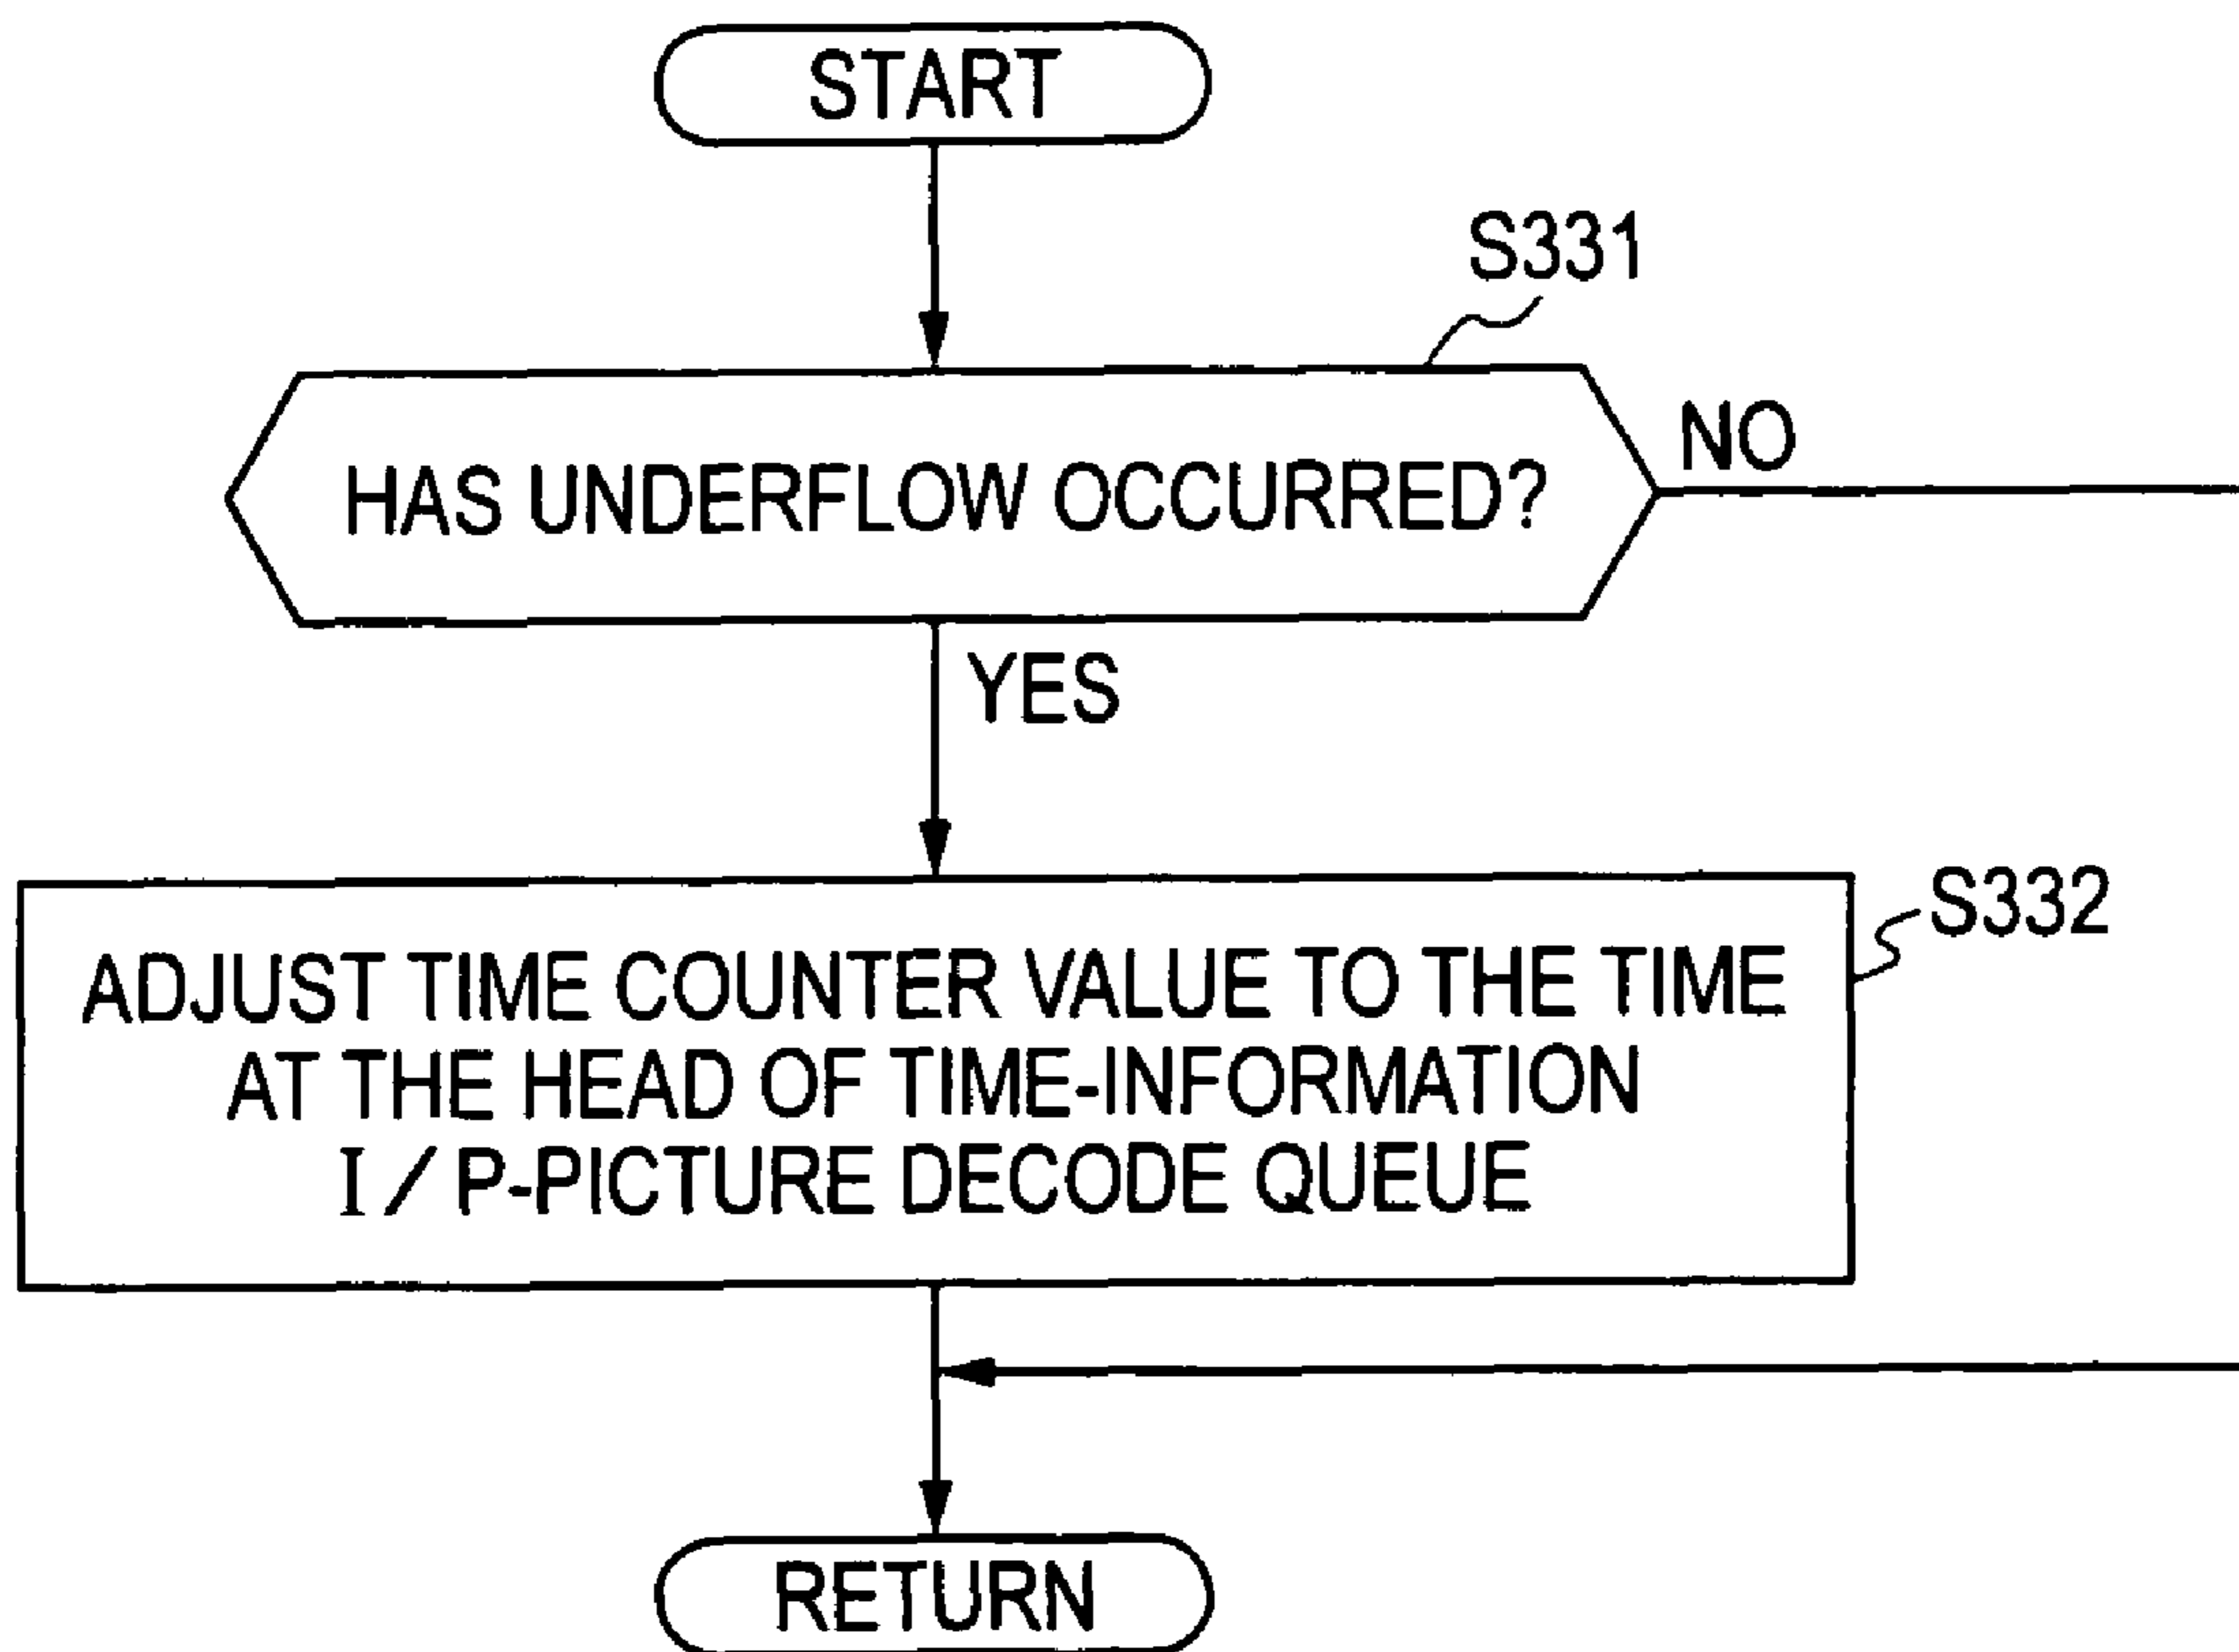 START
S331
HAS UNDERFLOW OCCURRED?
NO
YES
S332
ADJUST TIME COUNTER VALUE TO THE TIME
AT THE HEAD OF TIME-INFORMATION
I / P-PICTURE DECODE QUEUE
RETURN